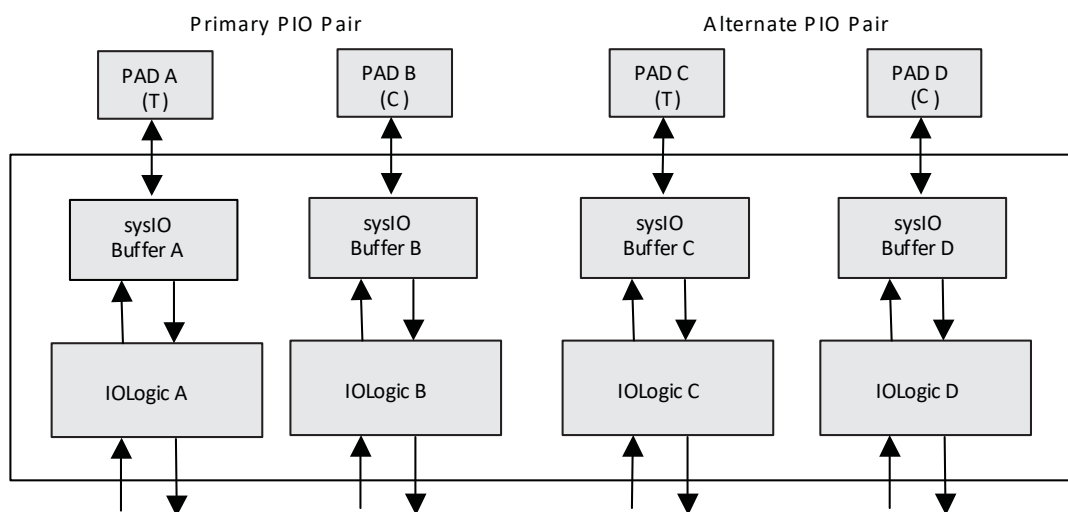 Primary PIO Pair
Alternate PIO Pair
PAD A
(T)
PAD B
(C)
PAD C
(T)
PAD D
(C)
sysIO
Buffer A
sysIO
Buffer B
sysIO
Buffer C
sysIO
Buffer D
IOLogic A
IOLogic B
IOLogic C
IOLogic D